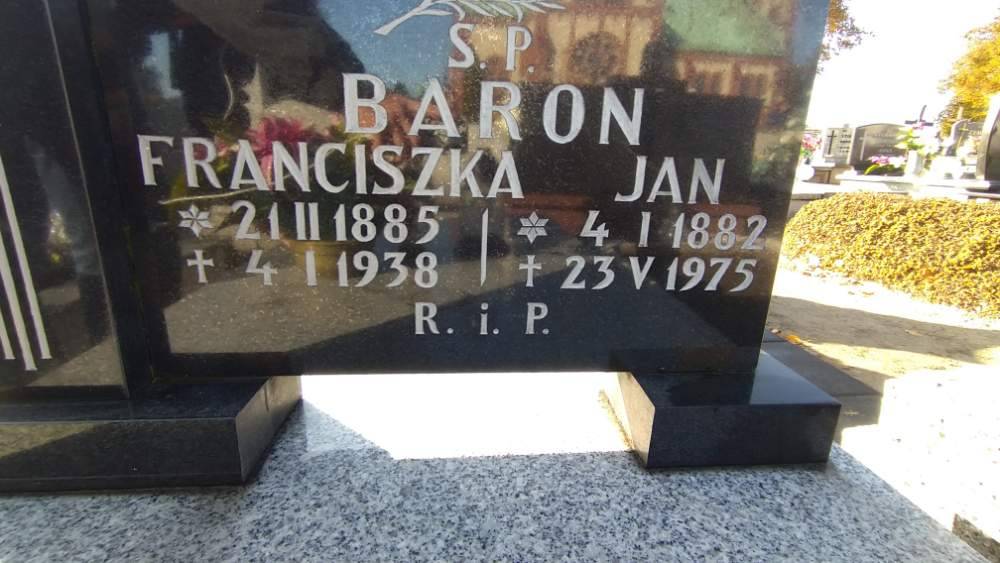 S. P.
BARON
FRANCISZKA JAN
21 II 1885 4 I 1882
4 I 1938 23 V 1975
R. i. P.